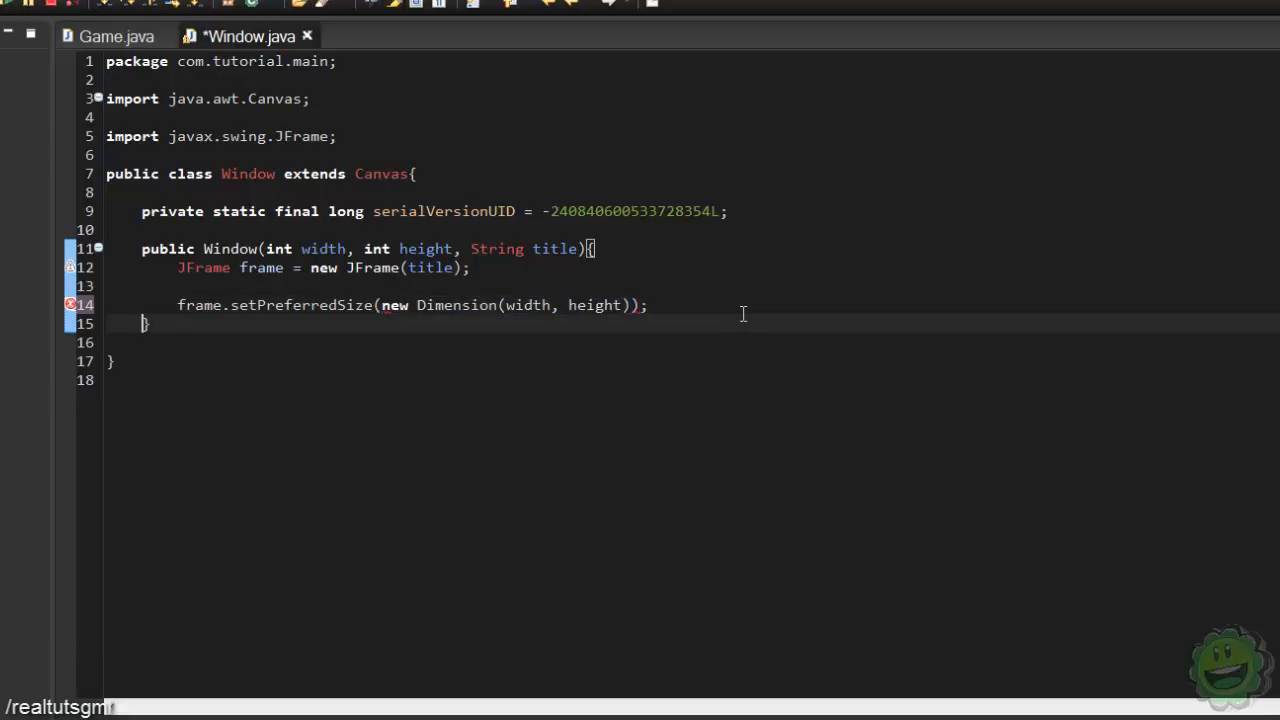 Game.java *Window.java
1 package com.tutorial.main;
2
3 import java.awt.Canvas;
4
5 import javax.swing.JFrame;
6
7 public class Window extends Canvas{
8
9 private static final long serialVersionUID = -240840600533728354L;
10
11 public Window(int width, int height, String title){
12 JFrame frame = new JFrame(title);
13
14 frame.setPreferredSize(new Dimension(width, height));
15 }
16
17 }
18
/realtutsgmr